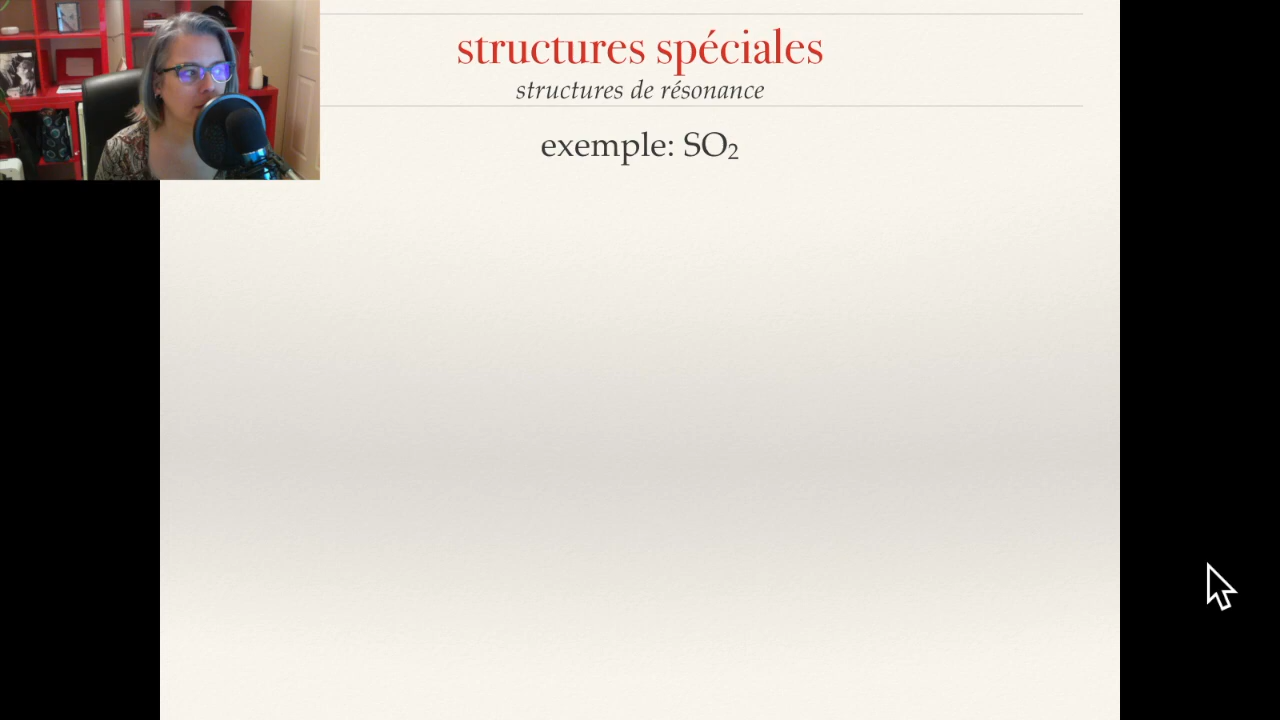 structures spéciales
structures de résonance
exemple: SO₂